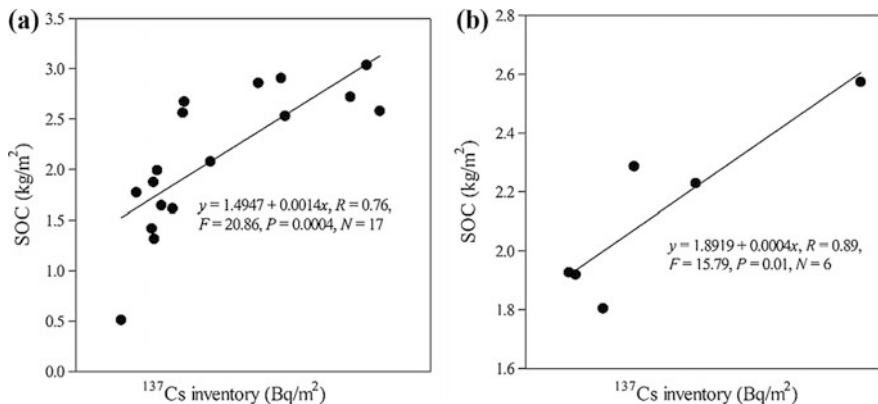 (a)
3.5
3.0
2.5
2.0
1.5
1.0
0.5
0.0
SOC (kg/m²)
y = 1.4947 + 0.0014x, R = 0.76,
F = 20.86, P = 0.0004, N = 17
¹³⁷Cs inventory (Bq/m²)
(b)
2.8
2.6
2.4
2.2
2.0
1.8
1.6
SOC (kg/m²)
y = 1.8919 + 0.0004x, R = 0.89,
F = 15.79, P = 0.01, N = 6
¹³⁷Cs inventory (Bq/m²)